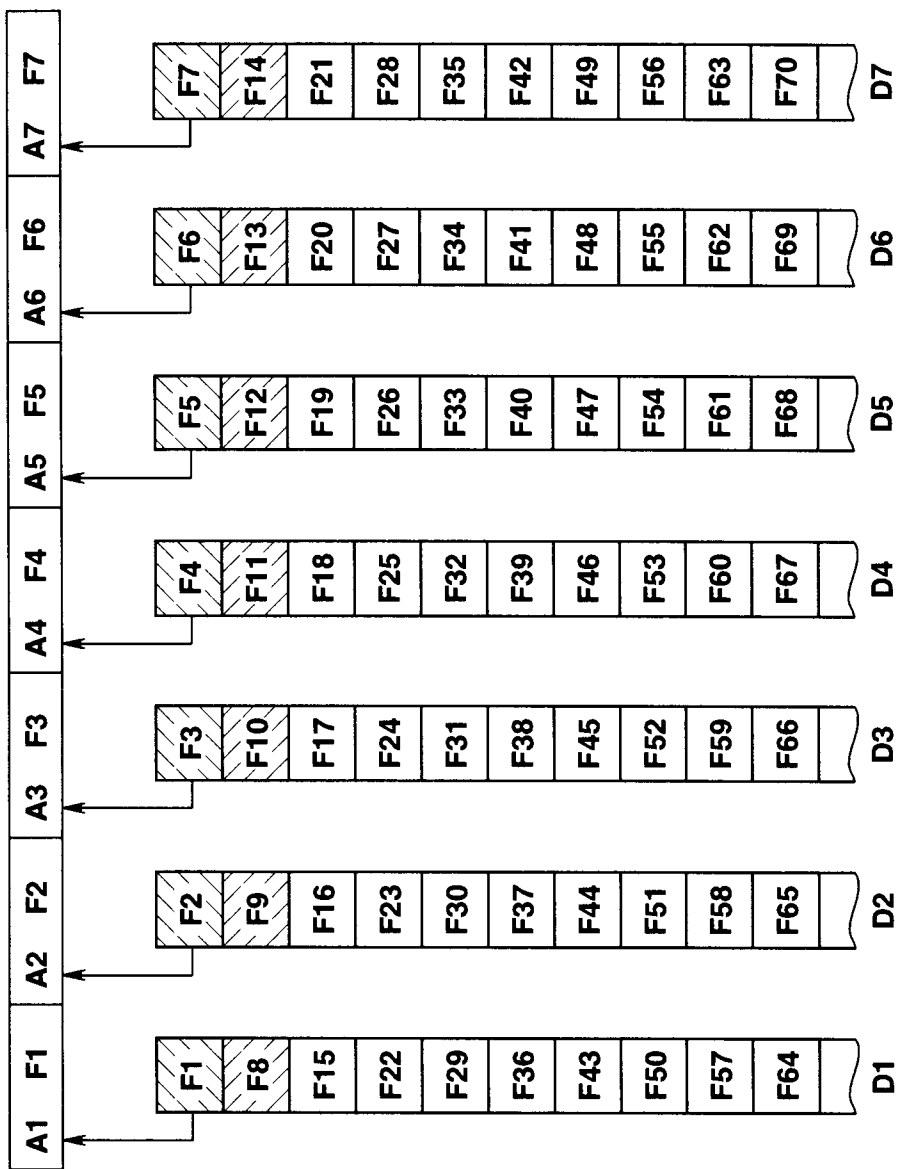 A1 F1 A2 F2 A3 F3 A4 F4 A5 F5 A6 F6 A7 F7
F1 F2 F3 F4 F5 F6 F7
F8 F9 F10 F11 F12 F13 F14
F15 F16 F17 F18 F19 F20 F21
F22 F23 F24 F25 F26 F27 F28
F29 F30 F31 F32 F33 F34 F35
F36 F37 F38 F39 F40 F41 F42
F43 F44 F45 F46 F47 F48 F49
F50 F51 F52 F53 F54 F55 F56
F57 F58 F59 F60 F61 F62 F63
F64 F65 F66 F67 F68 F69 F70
D1 D2 D3 D4 D5 D6 D7